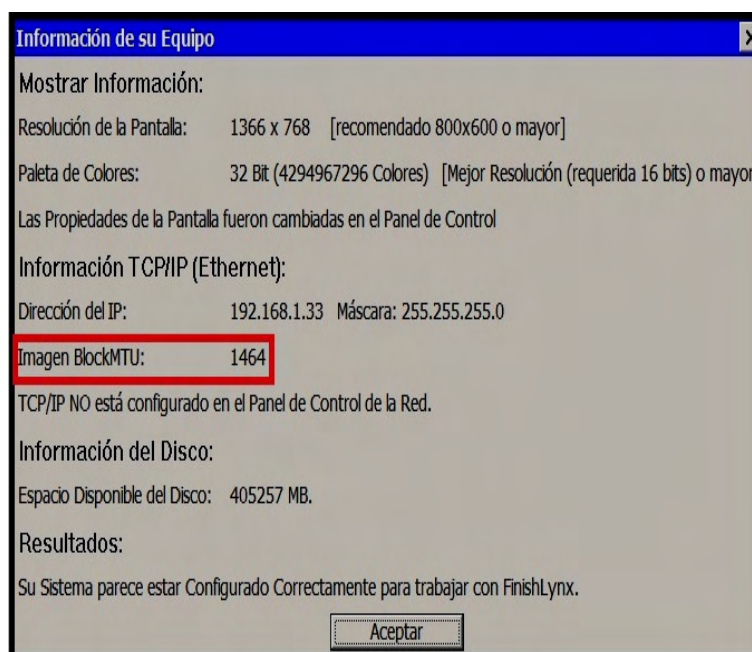 Información de su Equipo
Mostrar Información:
Resolución de la Pantalla: 1366 x 768 [recomendado 800x600 o mayor]
Paleta de Colores: 32 Bit (4294967296 Colores) [Mejor Resolución (requerida 16 bits) o mayor
Las Propiedades de la Pantalla fueron cambiadas en el Panel de Control
Información TCP/IP (Ethernet):
Dirección del IP: 192.168.1.33 Máscara: 255.255.255.0
Imagen BlockMTU: 1464
TCP/IP NO está configurado en el Panel de Control de la Red.
Información del Disco:
Espacio Disponible del Disco: 405257 MB.
Resultados:
Su Sistema parece estar Configurado Correctamente para trabajar con FinishLynx.
Aceptar